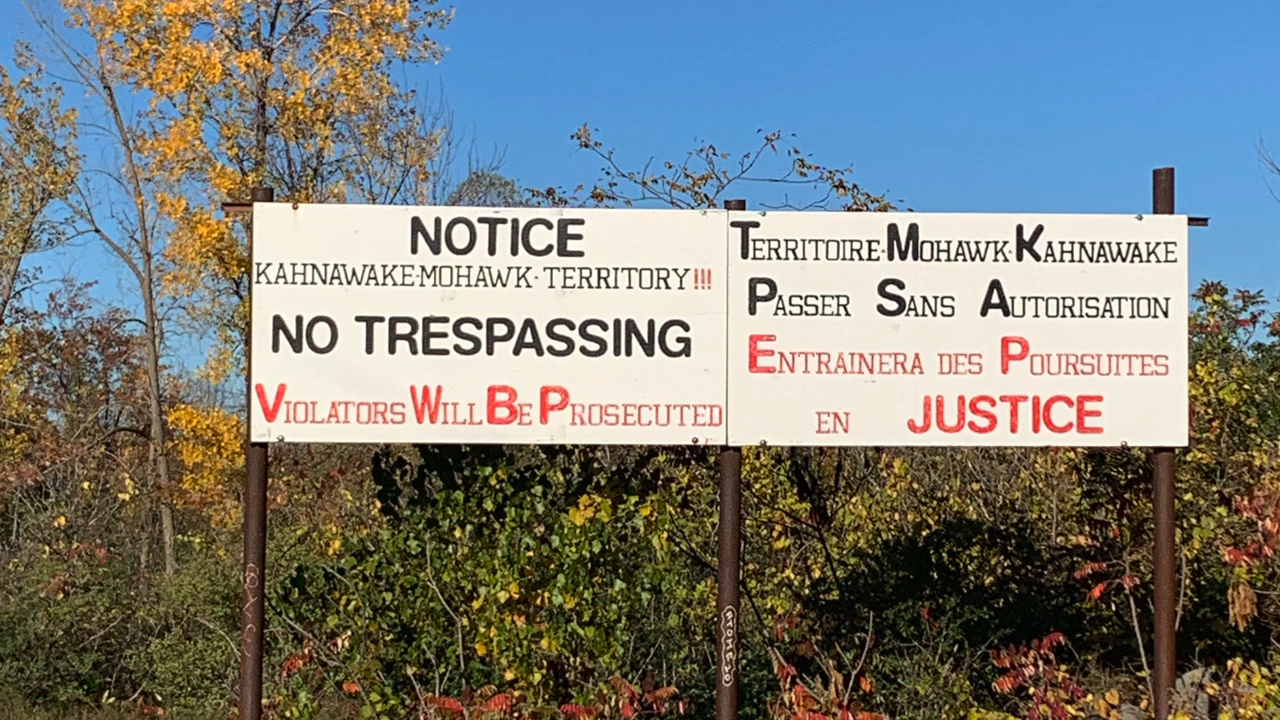 NOTICE
KAHNAWAKE·MOHAWK·TERRITORY!!!
NO TRESPASSING
VIOLATORS WILL BE PROSECUTED
TERRITOIRE·MOHAWK·KAHNAWAKE
PASSER SANS AUTORISATION
ENTRAINERA DES POURSUITES
EN JUSTICE